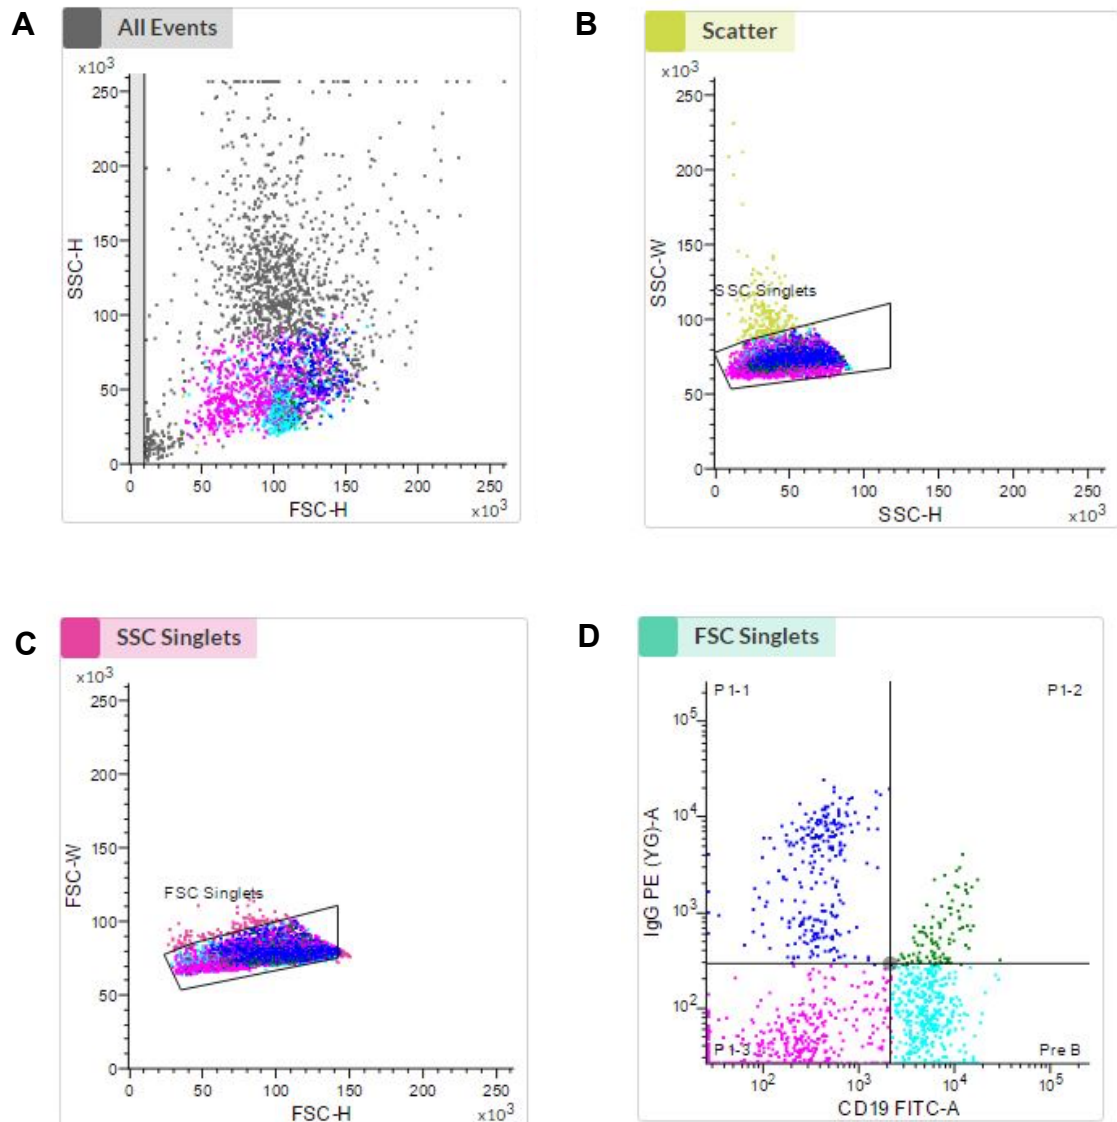 A
All Events
x10³
250
200
150
100
50
0
SSC-H
0 50 100 150 200 250
FSC-H
x10³
B
Scatter
x10³
250
200
150
100
50
0
SSC-W
SSC Singlets
0 50 100 150 200 250
SSC-H
x10³
C
SSC Singlets
x10³
250
200
150
100
50
0
FSC-W
FSC Singlets
0 50 100 150 200 250
FSC-H
x10³
D
FSC Singlets
P1-1 P1-2
10⁵
10⁴
10³
10²
IgG PE (YG)-A
P1-3 Pre B
10² 10³ 10⁴ 10⁵
CD19 FITC-A